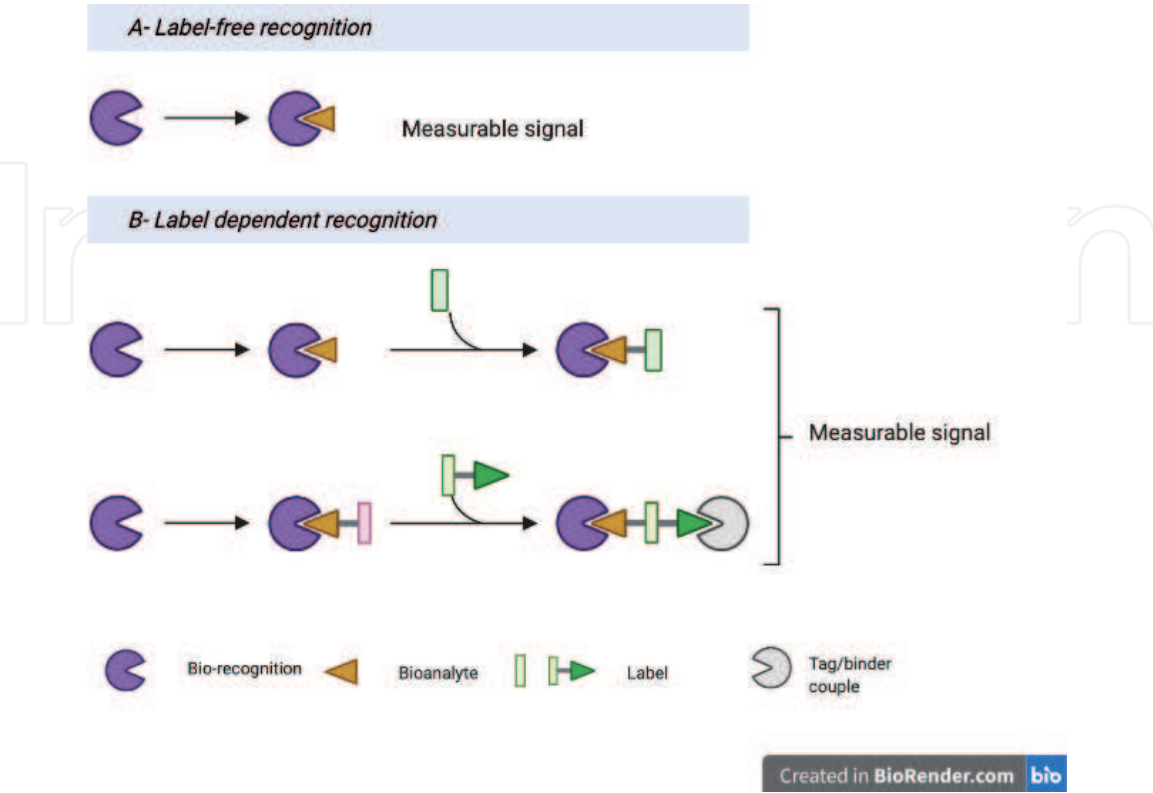 A- Label-free recognition
Measurable signal
B- Label dependent recognition
Measurable signal
Bio-recognition
Bioanalyte
Label
Tag/binder
couple
Created in BioRender.com bio